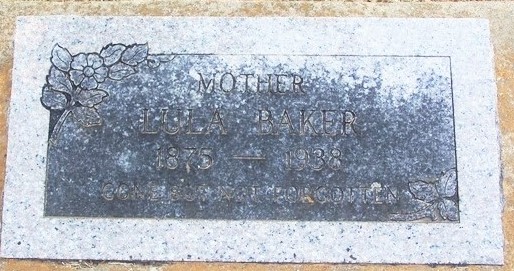 MOTHER
LULA BAKER
1875 — 1938
GONE BUT NOT FORGOTTEN